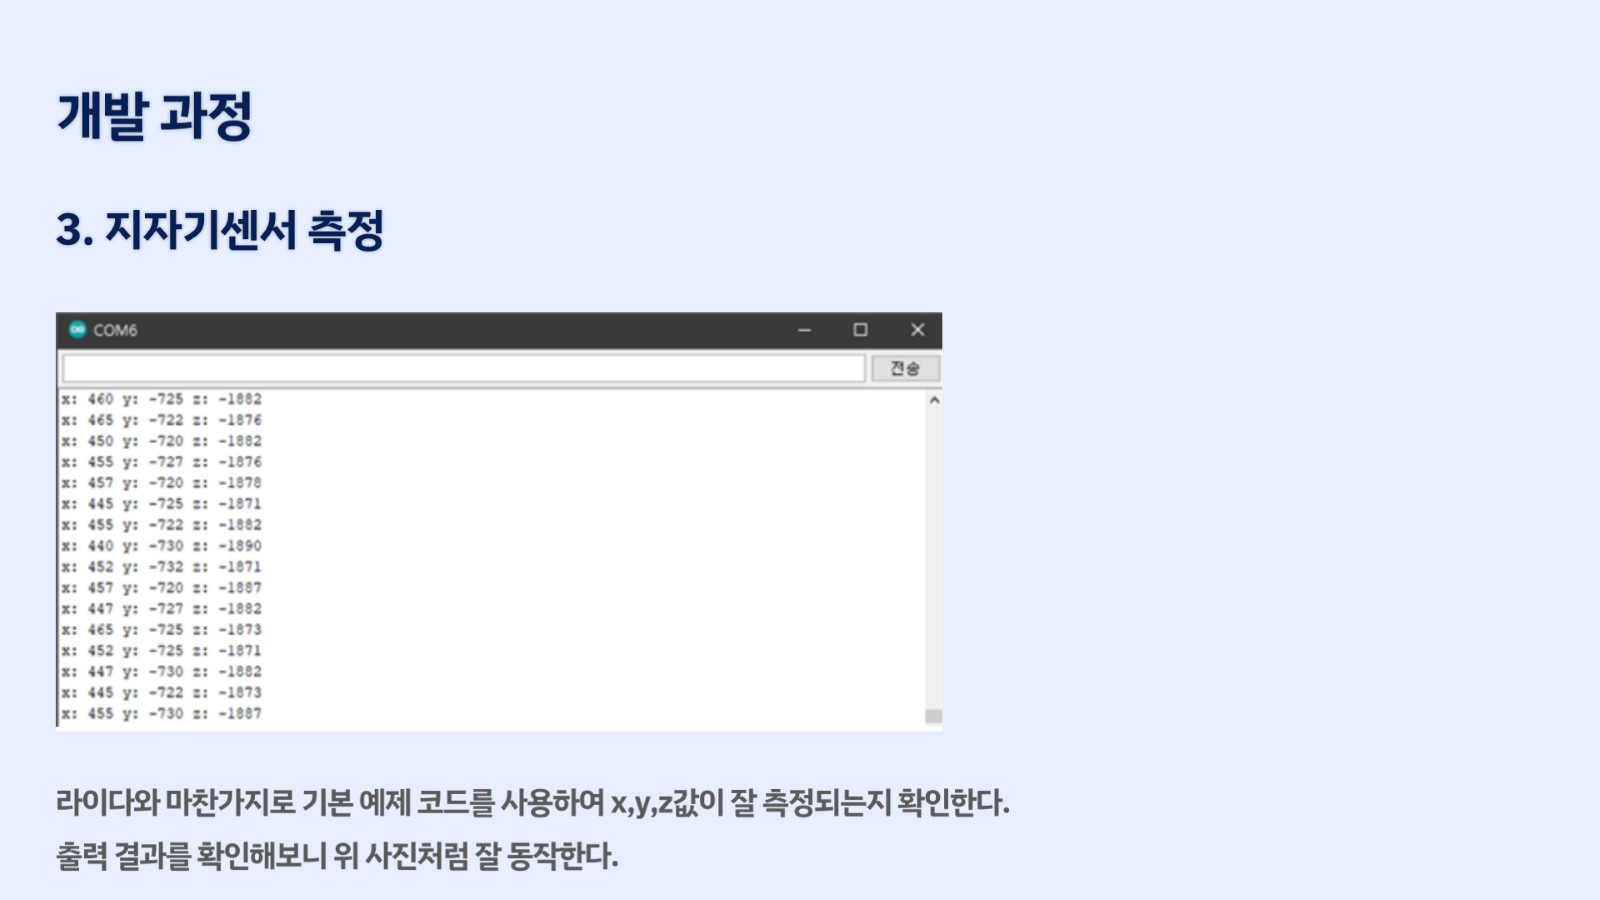 개발 과정
3. 지자기센서 측정
COM6
전송
x: 460 y: -725 z: -1882
x: 465 y: -722 z: -1876
x: 450 y: -720 z: -1882
x: 455 y: -727 z: -1876
x: 457 y: -720 z: -1878
x: 445 y: -725 z: -1871
x: 455 y: -722 z: -1882
x: 440 y: -730 z: -1890
x: 452 y: -732 z: -1871
x: 457 y: -720 z: -1887
x: 447 y: -727 z: -1882
x: 465 y: -725 z: -1873
x: 452 y: -725 z: -1871
x: 447 y: -730 z: -1882
x: 445 y: -722 z: -1873
x: 455 y: -730 z: -1887
라이다와 마찬가지로 기본 예제 코드를 사용하여 x,y,z값이 잘 측정되는지 확인한다.
출력 결과를 확인해보니 위 사진처럼 잘 동작한다.